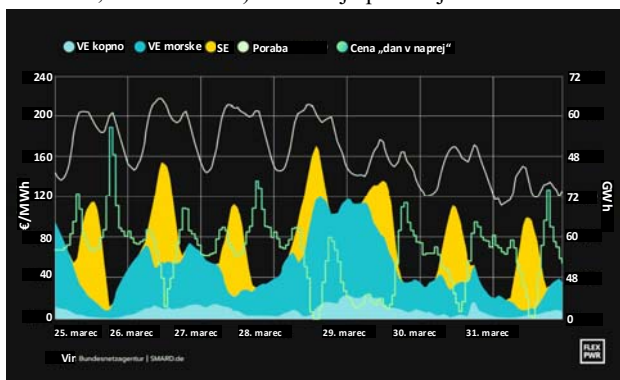 VE kopno VE morske SE Poraba Cena „dan v naprej“
240 72
200 60
160 48
120 72
80 60
40 48
0 0
€/MWh
GWh
25. marec 26. marec 27. marec 28. marec 29. marec 30. marec 31. marec
Vir Bundesnetzagentur | SMARD.de
FLEX
PWR